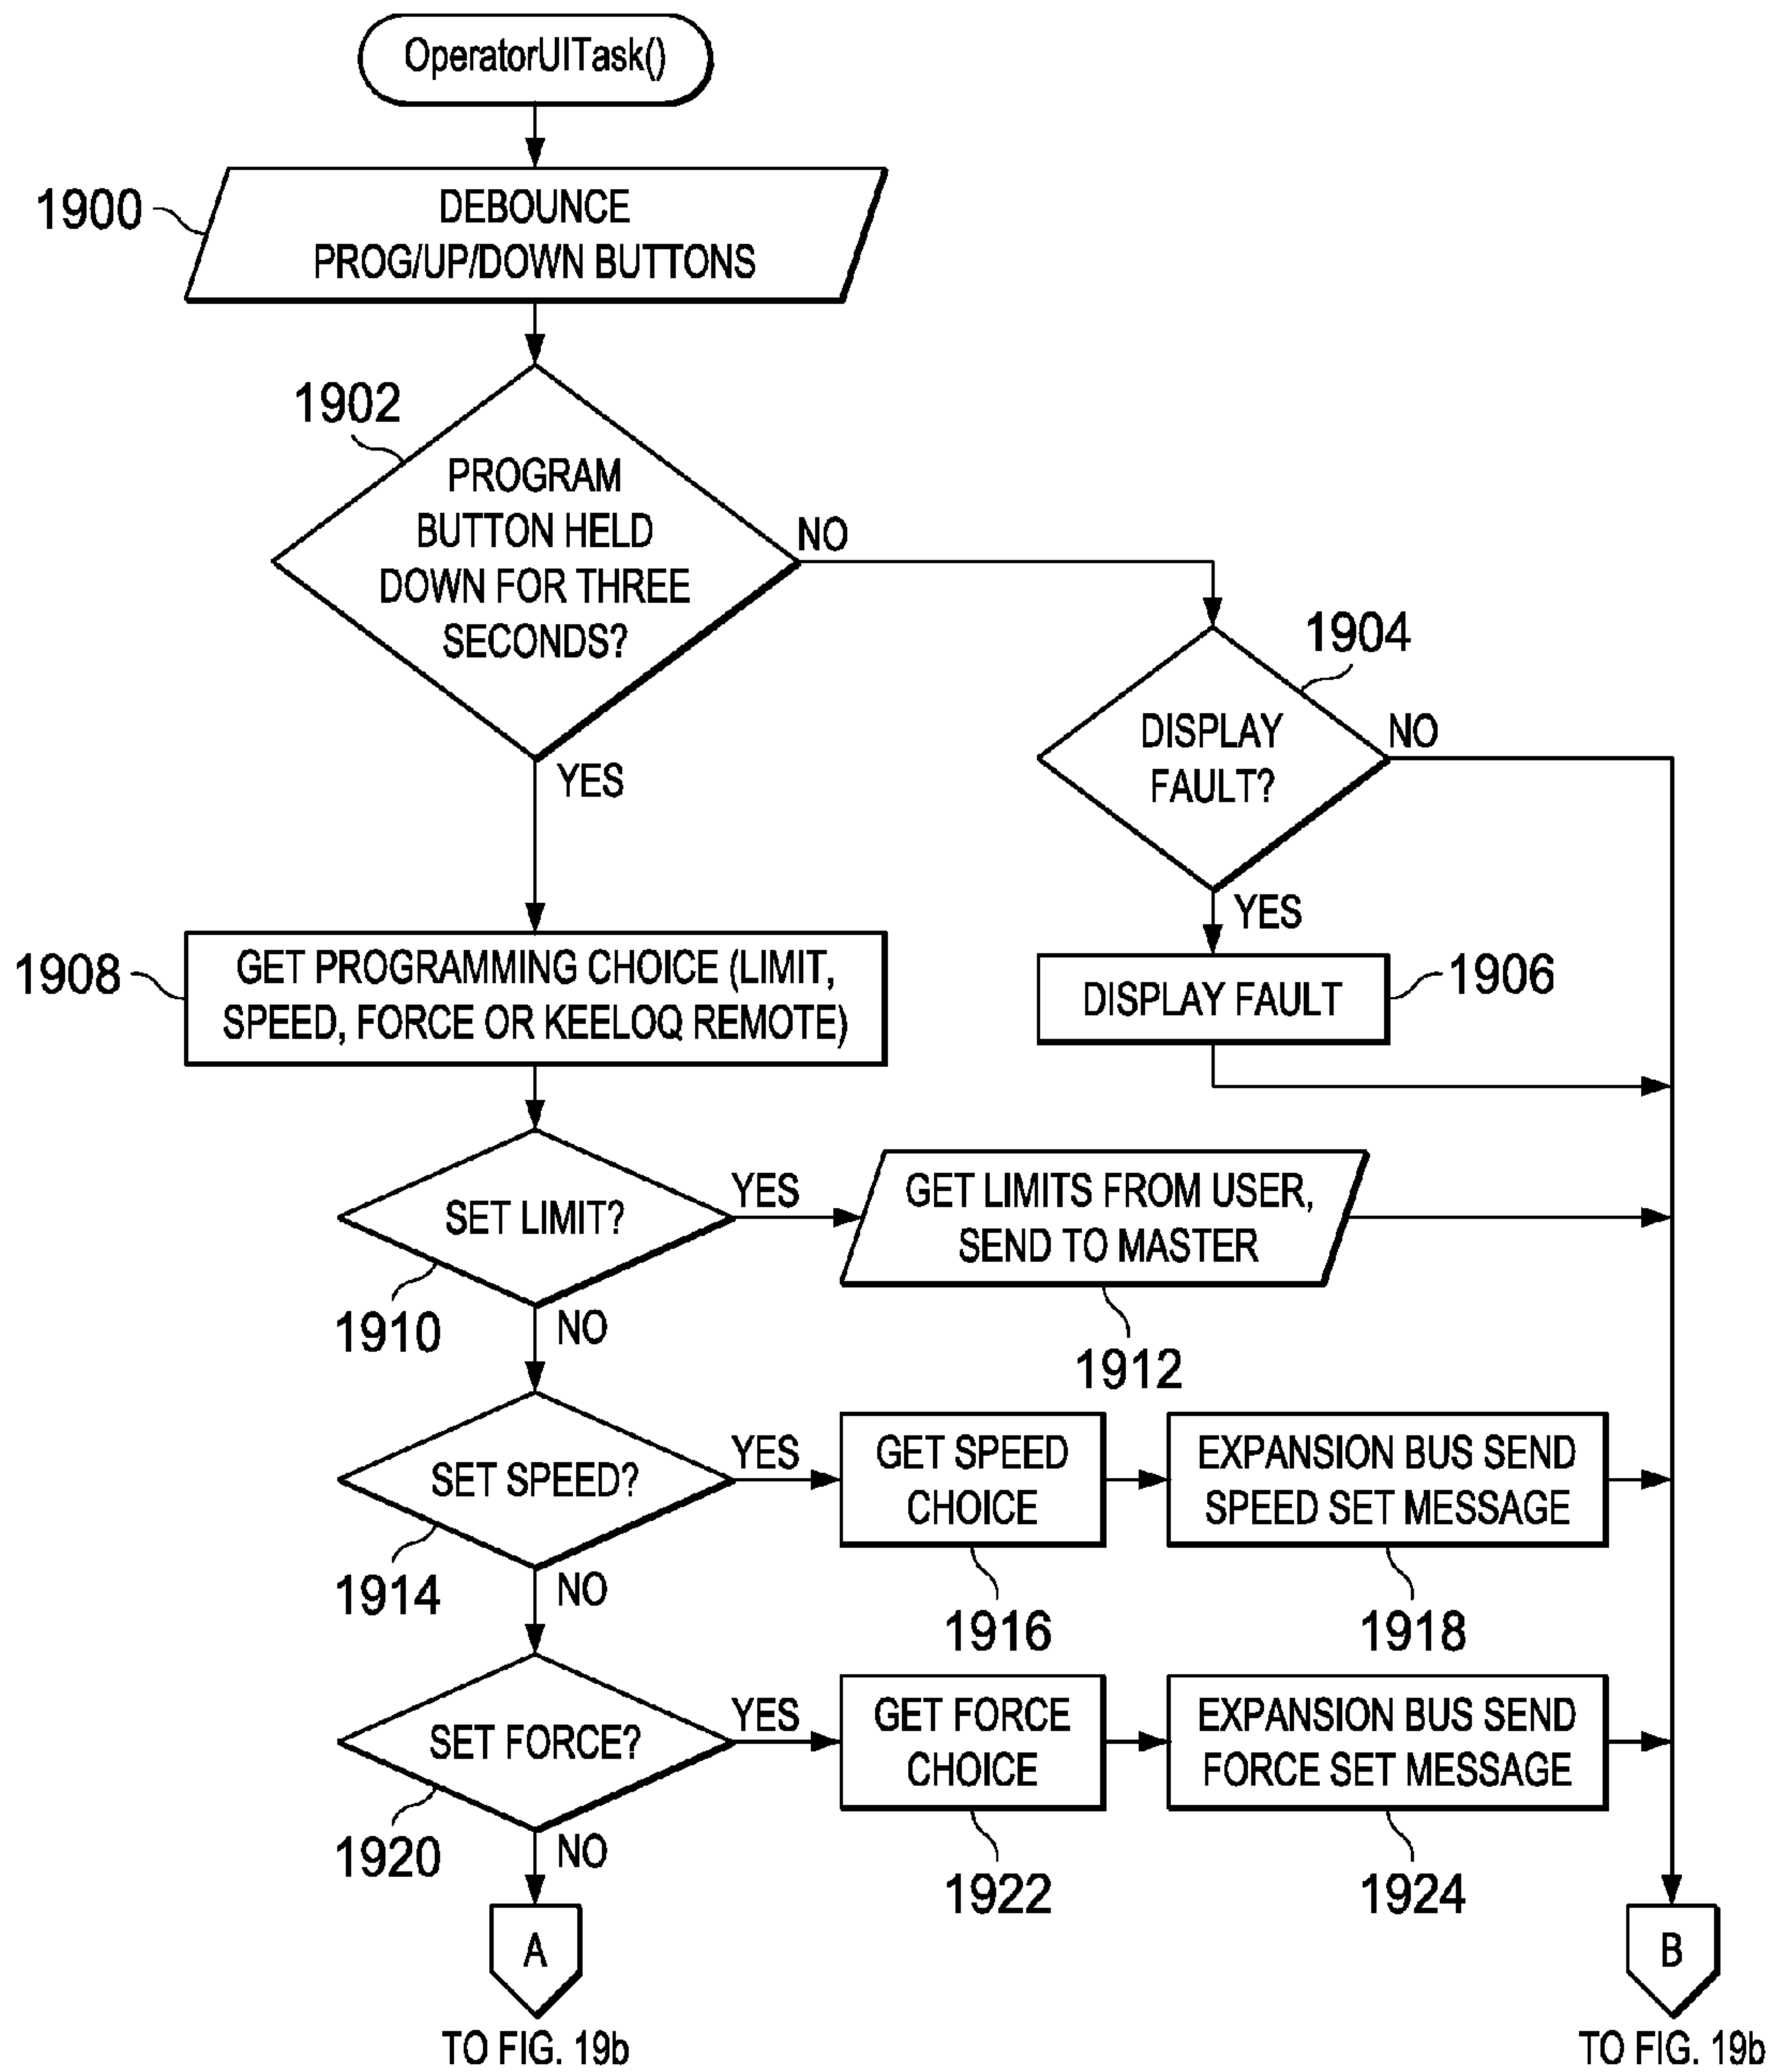 OperatorUITask()
1900
DEBOUNCE
PROG/UP/DOWN BUTTONS
1902
PROGRAM
BUTTON HELD
DOWN FOR THREE
SECONDS?
NO
YES
1904
DISPLAY
FAULT?
NO
YES
1906
DISPLAY FAULT
1908
GET PROGRAMMING CHOICE (LIMIT,
SPEED, FORCE OR KEELOQ REMOTE)
SET LIMIT?
YES
1910
NO
GET LIMITS FROM USER,
SEND TO MASTER
1912
SET SPEED?
YES
1914
NO
GET SPEED
CHOICE
1916
EXPANSION BUS SEND
SPEED SET MESSAGE
1918
SET FORCE?
YES
1920
NO
GET FORCE
CHOICE
1922
EXPANSION BUS SEND
FORCE SET MESSAGE
1924
A
TO FIG. 19b
B
TO FIG. 19b